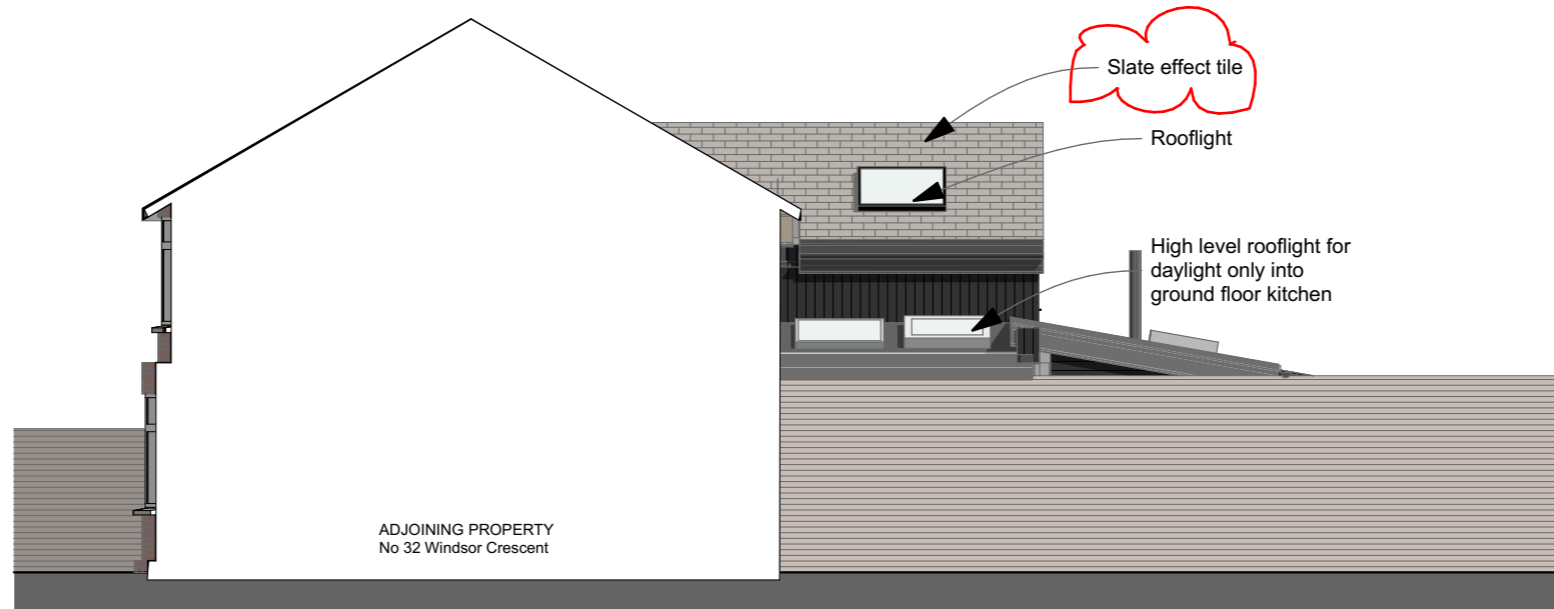 Slate effect tile
Rooflight
High level rooflight for
daylight only into
ground floor kitchen
ADJOINING PROPERTY
No 32 Windsor Crescent